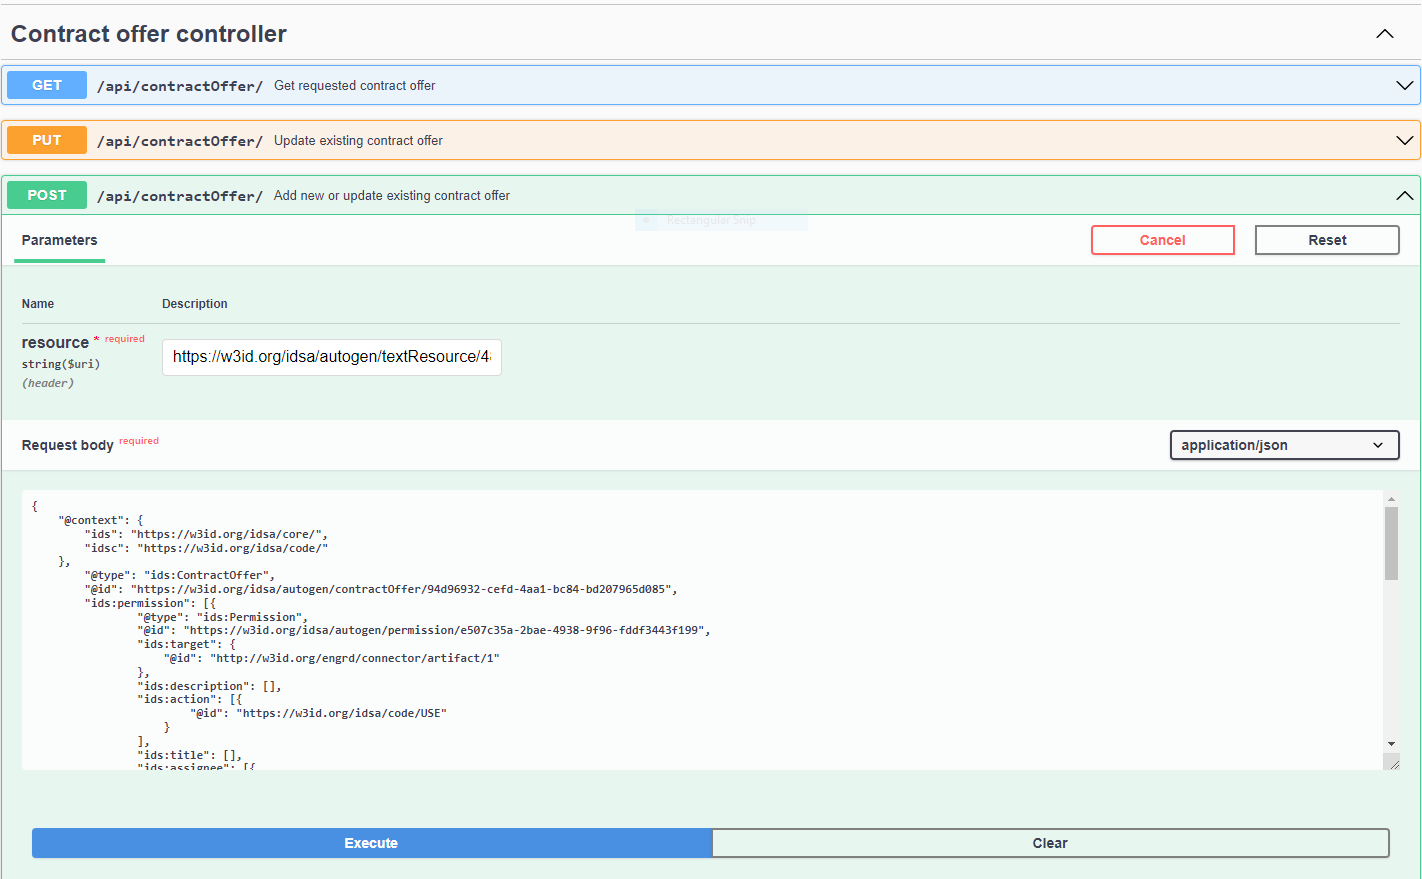 Contract offer controller
GET /api/contractOffer/ Get requested contract offer
PUT /api/contractOffer/ Update existing contract offer
POST /api/contractOffer/ Add new or update existing contract offer
Rectangular Snip
Parameters Cancel Reset
Name Description
resource * required
string($uri) https://w3id.org/idsa/autogen/textResource/4
(header)
Request body required application/json
{
    "@context": {
        "ids": "https://w3id.org/idsa/core/",
        "idsc": "https://w3id.org/idsa/code/"
    },
        "@type": "ids:ContractOffer",
        "@id": "https://w3id.org/idsa/autogen/contractOffer/94d96932-cefd-4aa1-bc84-bd207965d085",
        "ids:permission": [{
                "@type": "ids:Permission",
                "@id": "https://w3id.org/idsa/autogen/permission/e507c35a-2bae-4938-9f96-fddf3443f199",
                "ids:target": {
                    "@id": "http://w3id.org/engrd/connector/artifact/1"
                },
                "ids:description": [],
                "ids:action": [{
                        "@id": "https://w3id.org/idsa/code/USE"
                    }
                ],
                "ids:title": [],
                "ids:assignee": [{
Execute Clear